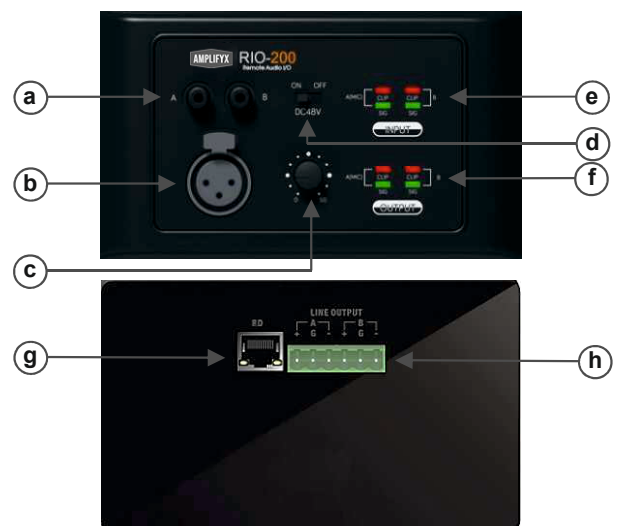 AMPLIFYX RIO-200
Remote Audio I/O
A B
ON OFF
DC48V
A(MIC) CLIP CLIP B
SIG SIG
INPUT
A(MIC) CLIP CLIP B
SIG SIG
OUTPUT
0
a
b
c
d
e
f
RD
LINE OUTPUT
A B
+ G - + G -
g
h